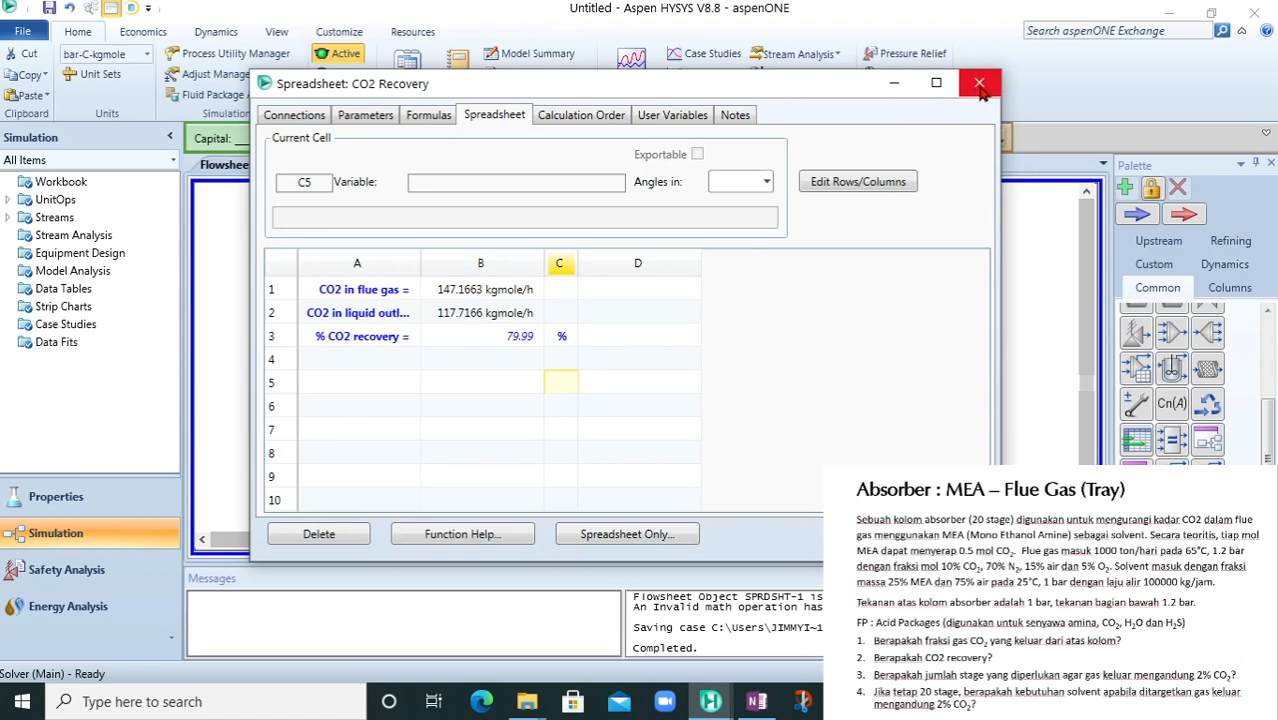 Untitled - Aspen HYSYS V8.8 - aspenONE
File
Home
Economics
Dynamics
View
Customize
Resources
Search aspenONE Exchange
Cut
Copy
Paste
Clipboard
bar-C-kgmole
Unit Sets
Units
Process Utility Manager
Adjust Manage
Fluid Package A
Simulation
Active
Model Summary
Case Studies
Stream Analysis
Pressure Relief
Simulation
All Items
Workbook
UnitOps
Streams
Stream Analysis
Equipment Design
Model Analysis
Data Tables
Strip Charts
Case Studies
Data Fits
Properties
Simulation
Safety Analysis
Energy Analysis
Capital:
Flowshee
Spreadsheet: CO2 Recovery
Connections
Parameters
Formulas
Spreadsheet
Calculation Order
User Variables
Notes
Current Cell
Exportable
C5
Variable:
Angles in:
Edit Rows/Columns
A B C D
1 CO2 in flue gas = 147.1663 kgmole/h
2 CO2 in liquid outl... 117.7166 kgmole/h
3 % CO2 recovery = 79.99 %
4
5
6
7
8
9
10
Delete
Function Help...
Spreadsheet Only...
Palette
Upstream
Refining
Custom
Dynamics
Common
Columns
Cn(A)
Messages
Flowsheet Object SPRDSHT-1 is
An Invalid math operation has
Saving case C:\Users\JIMMYI~1
Completed.
Solver (Main) - Ready
Type here to search
Absorber : MEA – Flue Gas (Tray)
Sebuah kolom absorber (20 stage) digunakan untuk mengurangi kadar CO2 dalam flue
gas menggunakan MEA (Mono Ethanol Amine) sebagai solvent. Secara teoritis, tiap mol
MEA dapat menyerap 0.5 mol CO₂. Flue gas masuk 1000 ton/hari pada 65°C, 1.2 bar
dengan fraksi mol 10% CO₂, 70% N₂, 15% air dan 5% O₂. Solvent masuk dengan fraksi
massa 25% MEA dan 75% air pada 25°C, 1 bar dengan laju alir 100000 kg/jam.
Tekanan atas kolom absorber adalah 1 bar, tekanan bagian bawah 1.2 bar.
FP : Acid Packages (digunakan untuk senyawa amina, CO₂, H₂O dan H₂S)
1. Berapakah fraksi gas CO₂ yang keluar dari atas kolom?
2. Berapakah CO2 recovery?
3. Berapakah jumlah stage yang diperlukan agar gas keluar mengandung 2% CO₂?
4. Jika tetap 20 stage, berapakah kebutuhan solvent apabila ditargetkan gas keluar
mengandung 2% CO₂?